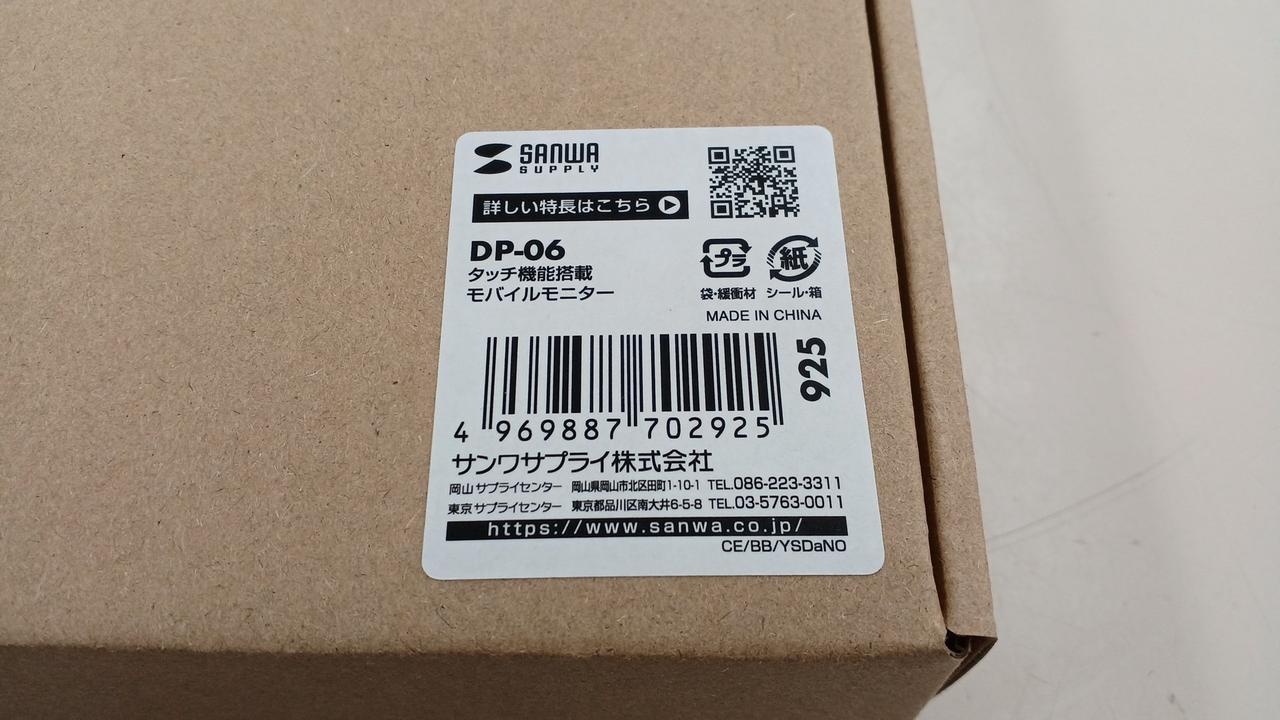 SANWA
SUPPLY
詳しい特長はこちら
DP-06
タッチ機能搭載
モバイルモニター
プラ 紙
袋・緩衝材 シール・箱
MADE IN CHINA
925
4 969887 702925
サンワサプライ株式会社
岡山サプライセンター 岡山県岡山市北区田町1-10-1 TEL.086-223-3311
東京サプライセンター 東京都品川区南大井6-5-8 TEL.03-5763-0011
https://www.sanwa.co.jp/
CE/BB/YSDaNO